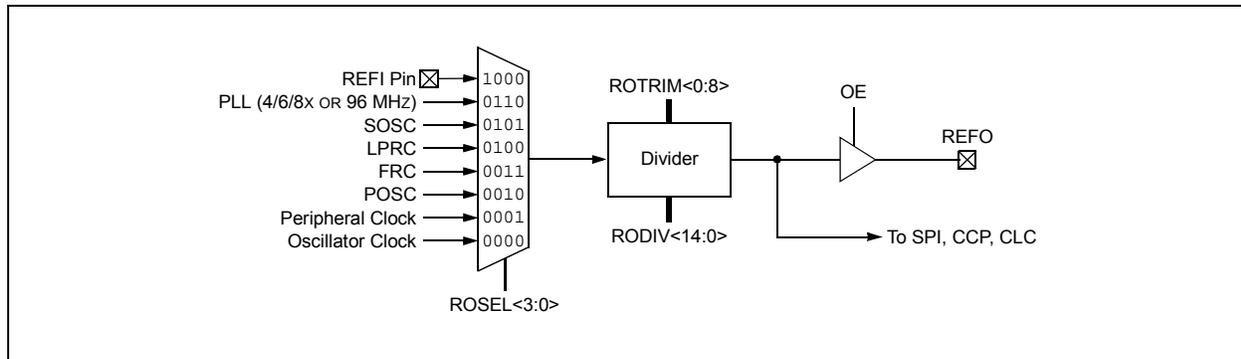 REFI Pin
1000
PLL (4/6/8X OR 96 MHZ)
0110
SOSC
0101
LPRC
0100
FRC
0011
POSC
0010
Peripheral Clock
0001
Oscillator Clock
0000
ROSEL<3:0>
ROTRIM<0:8>
Divider
RODIV<14:0>
OE
REFO
To SPI, CCP, CLC